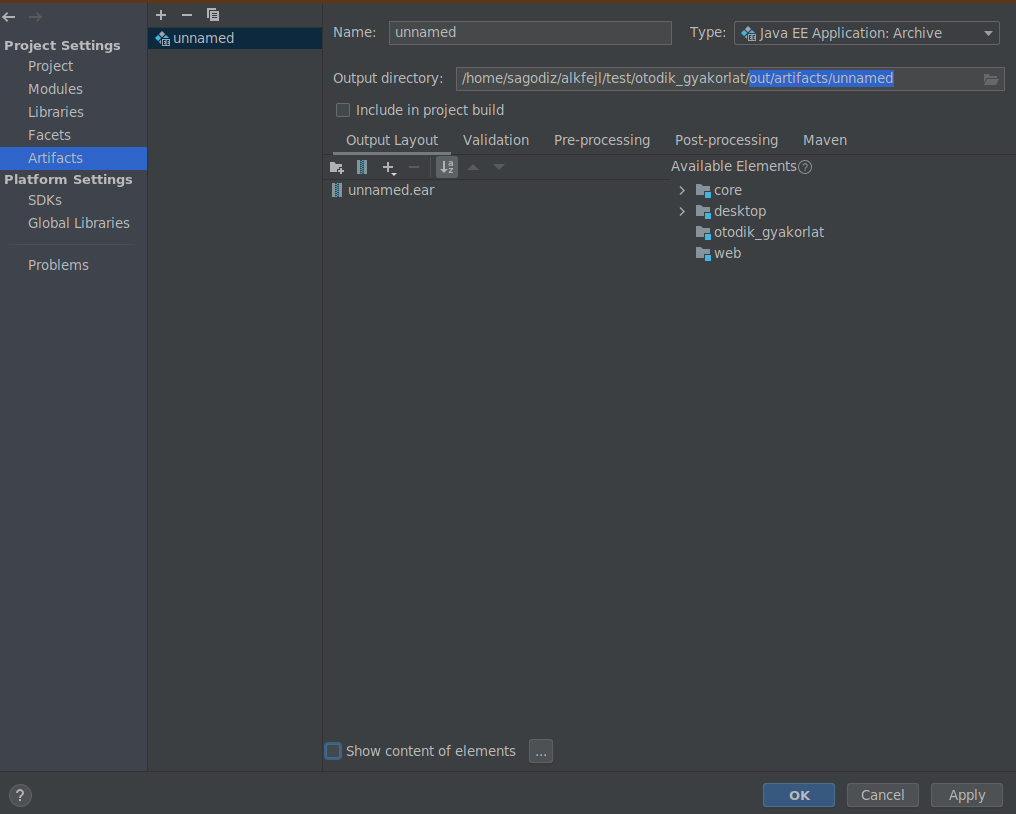 Project Settings
Project
Modules
Libraries
Facets
Artifacts
Platform Settings
SDKs
Global Libraries
Problems
unnamed
Name: unnamed Type: Java EE Application: Archive
Output directory: /home/sagodiz/alkfejl/test/otodik_gyakorlat/out/artifacts/unnamed
Include in project build
Output Layout Validation Pre-processing Post-processing Maven
Available Elements ?
unnamed.ear
core
desktop
otodik_gyakorlat
web
Show content of elements ...
? OK Cancel Apply